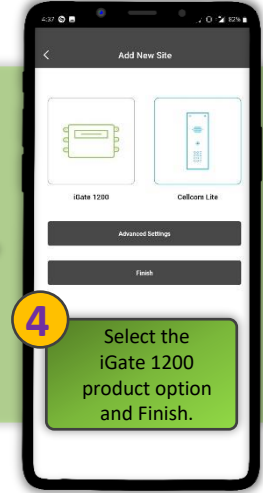 4:37
82%
Add New Site
iGate 1200
Cellcom Lite
Advanced Settings
Finish
4
Select the
iGate 1200
product option
and Finish.